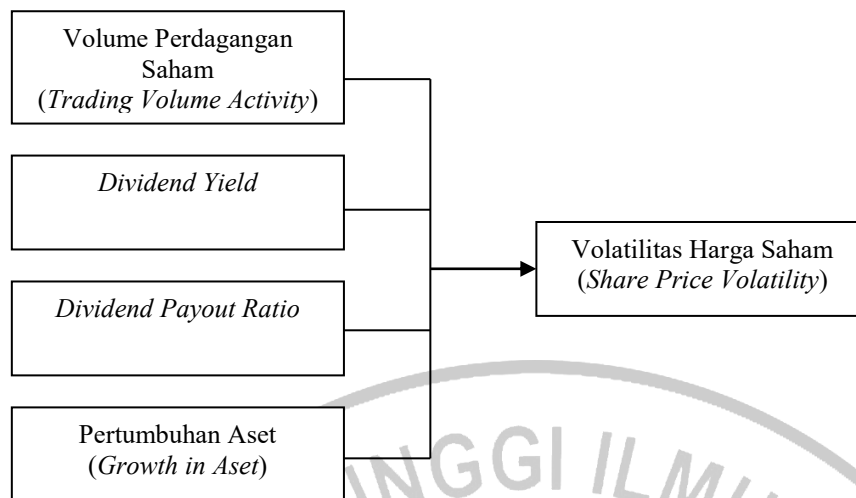 Volume Perdagangan
Saham
(Trading Volume Activity)
Dividend Yield
Volatilitas Harga Saham
(Share Price Volatility)
Dividend Payout Ratio
Pertumbuhan Aset
(Growth in Aset)
NGGI ILMU